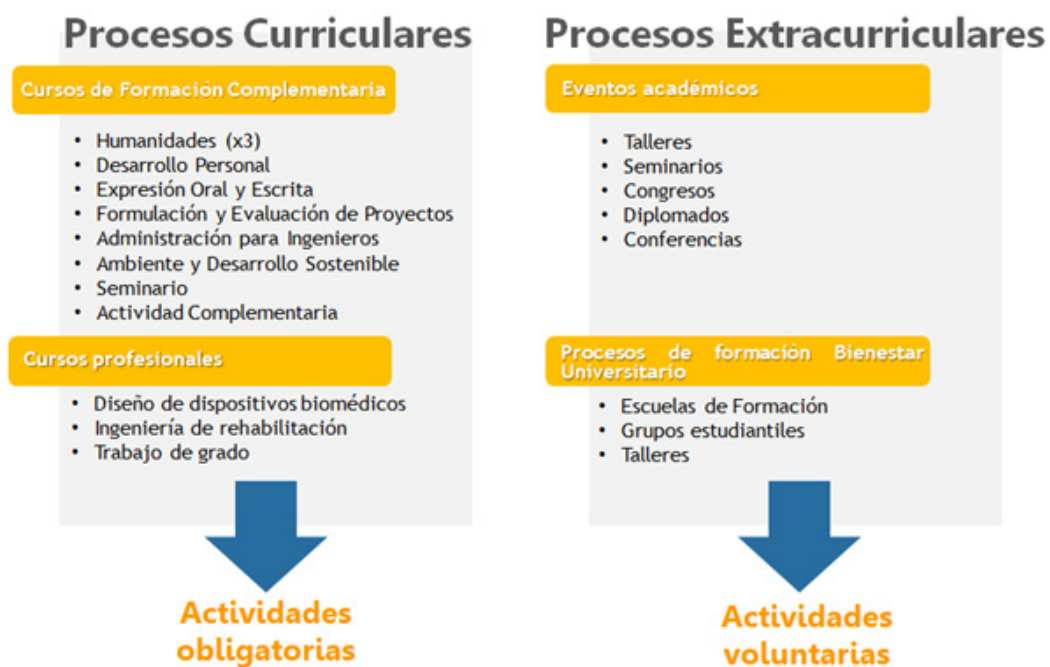 Procesos Curriculares
Cursos de Formación Complementaria
• Humanidades (x3)
• Desarrollo Personal
• Expresión Oral y Escrita
• Formulación y Evaluación de Proyectos
• Administración para Ingenieros
• Ambiente y Desarrollo Sostenible
• Seminario
• Actividad Complementaria
Cursos profesionales
• Diseño de dispositivos biomédicos
• Ingeniería de rehabilitación
• Trabajo de grado
Actividades
obligatorias
Procesos Extracurriculares
Eventos académicos
• Talleres
• Seminarios
• Congresos
• Diplomados
• Conferencias
Procesos de formación Bienestar
Universitario
• Escuelas de Formación
• Grupos estudiantiles
• Talleres
Actividades
voluntarias